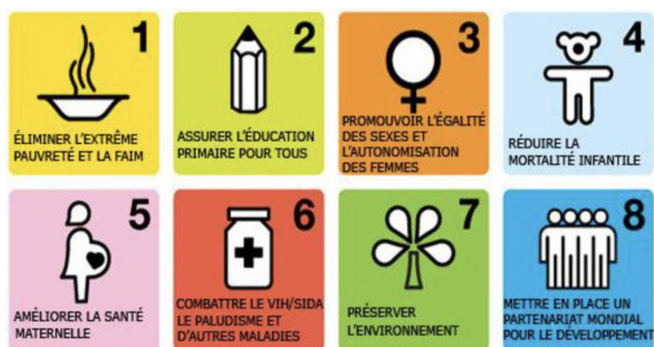 1
ÉLIMINER L'EXTRÊME
PAUVRETÉ ET LA FAIM
2
ASSURER L'ÉDUCATION
PRIMAIRE POUR TOUS
3
PROMOUVOIR L'ÉGALITÉ
DES SEXES ET
L'AUTONOMISATION
DES FEMMES
4
RÉDUIRE LA
MORTALITÉ INFANTILE
5
AMÉLIORER LA SANTÉ
MATERNELLE
6
COMBATTRE LE VIH/SIDA
LE PALUDISME ET
D'AUTRES MALADIES
7
PRÉSERVER
L'ENVIRONNEMENT
8
METTRE EN PLACE UN
PARTENARIAT MONDIAL
POUR LE DÉVELOPPEMENT